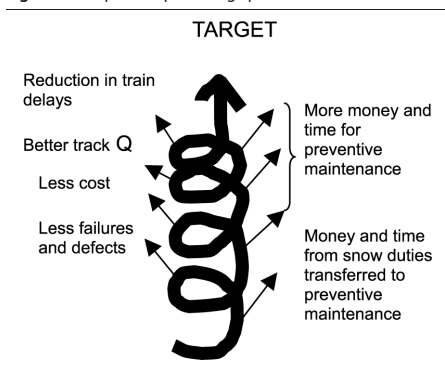 TARGET
Reduction in train
delays
Better track Q
Less cost
Less failures
and defects
More money and
time for
preventive
maintenance
Money and time
from snow duties
transferred to
preventive
maintenance